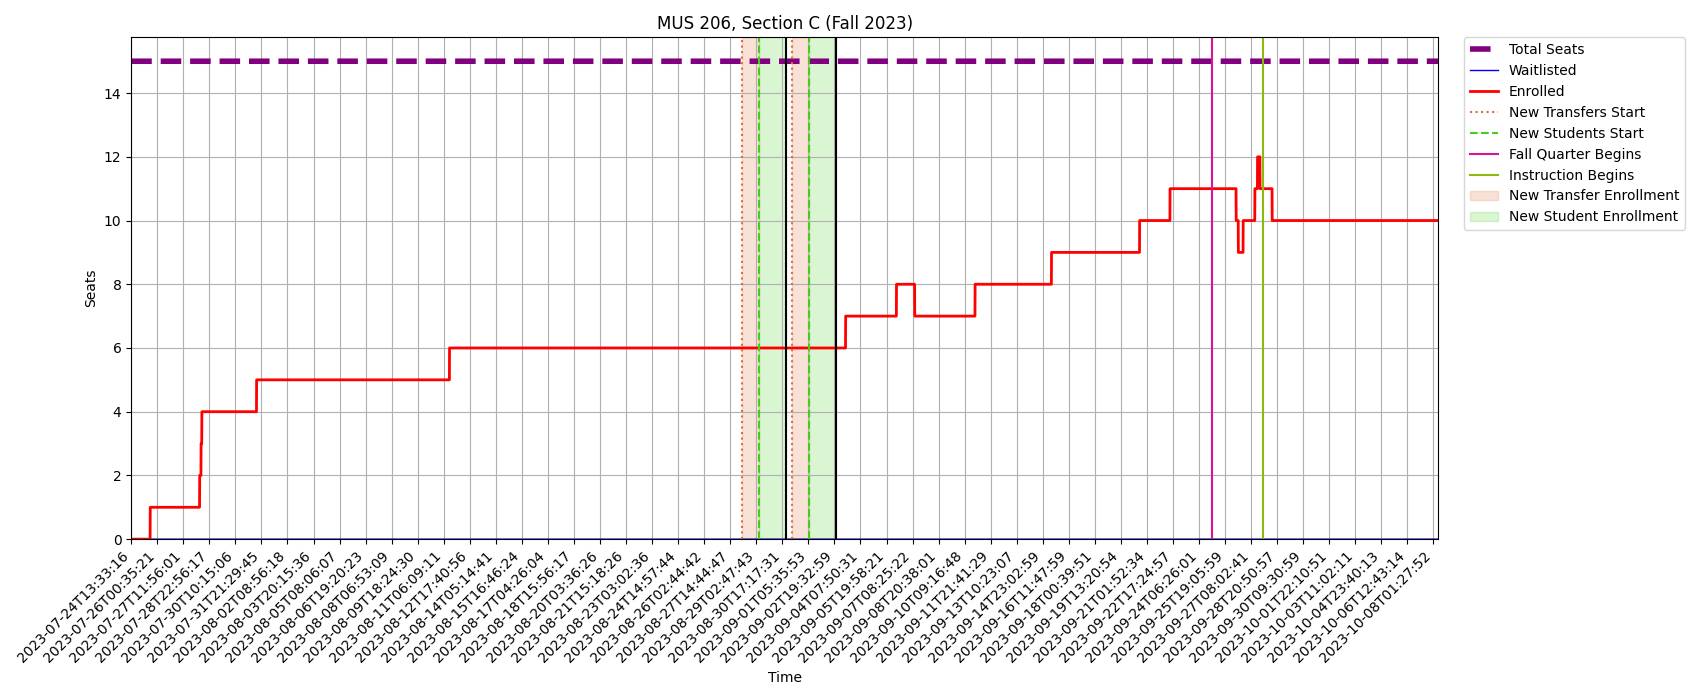 MUS 206, Section C (Fall 2023)
Total Seats
Waitlisted
Enrolled
New Transfers Start
New Students Start
Fall Quarter Begins
Instruction Begins
New Transfer Enrollment
New Student Enrollment
Seats
14
12
10
8
6
4
2
0
2023-07-24T13:33:16
2023-07-26T00:35:21
2023-07-27T11:56:01
2023-07-28T22:56:17
2023-07-30T10:15:06
2023-07-31T21:29:45
2023-08-02T08:56:18
2023-08-03T20:15:36
2023-08-05T08:06:07
2023-08-06T19:20:23
2023-08-08T06:53:09
2023-08-09T18:24:30
2023-08-11T06:09:11
2023-08-12T17:40:56
2023-08-14T05:14:41
2023-08-15T16:46:24
2023-08-17T04:26:04
2023-08-18T15:56:17
2023-08-20T03:36:26
2023-08-21T15:18:26
2023-08-23T03:02:36
2023-08-24T14:57:44
2023-08-26T02:44:42
2023-08-27T14:44:47
2023-08-29T02:47:43
2023-08-30T17:17:31
2023-09-01T05:35:53
2023-09-02T19:32:59
2023-09-04T07:50:31
2023-09-05T19:58:21
2023-09-07T08:25:22
2023-09-08T20:38:01
2023-09-10T09:16:48
2023-09-11T21:41:29
2023-09-13T10:23:07
2023-09-14T23:02:59
2023-09-16T11:47:59
2023-09-18T00:39:51
2023-09-19T13:20:54
2023-09-21T01:52:34
2023-09-22T17:24:57
2023-09-24T06:26:01
2023-09-25T19:05:59
2023-09-27T08:02:41
2023-09-28T20:50:57
2023-09-30T09:30:59
2023-10-01T22:10:51
2023-10-03T11:02:11
2023-10-04T23:40:13
2023-10-06T12:43:14
2023-10-08T01:27:52
Time